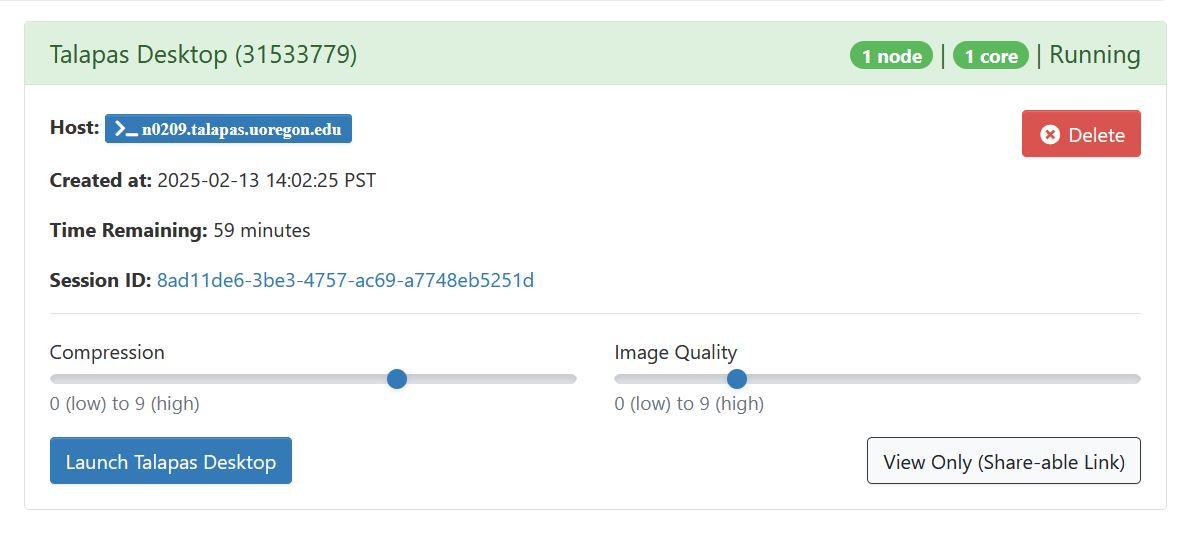 Talapas Desktop (31533779) 1 node | 1 core | Running
Host: >_ n0209.talapas.uoregon.edu Delete
Created at: 2025-02-13 14:02:25 PST
Time Remaining: 59 minutes
Session ID: 8ad11de6-3be3-4757-ac69-a7748eb5251d
Compression Image Quality
0 (low) to 9 (high) 0 (low) to 9 (high)
Launch Talapas Desktop View Only (Share-able Link)